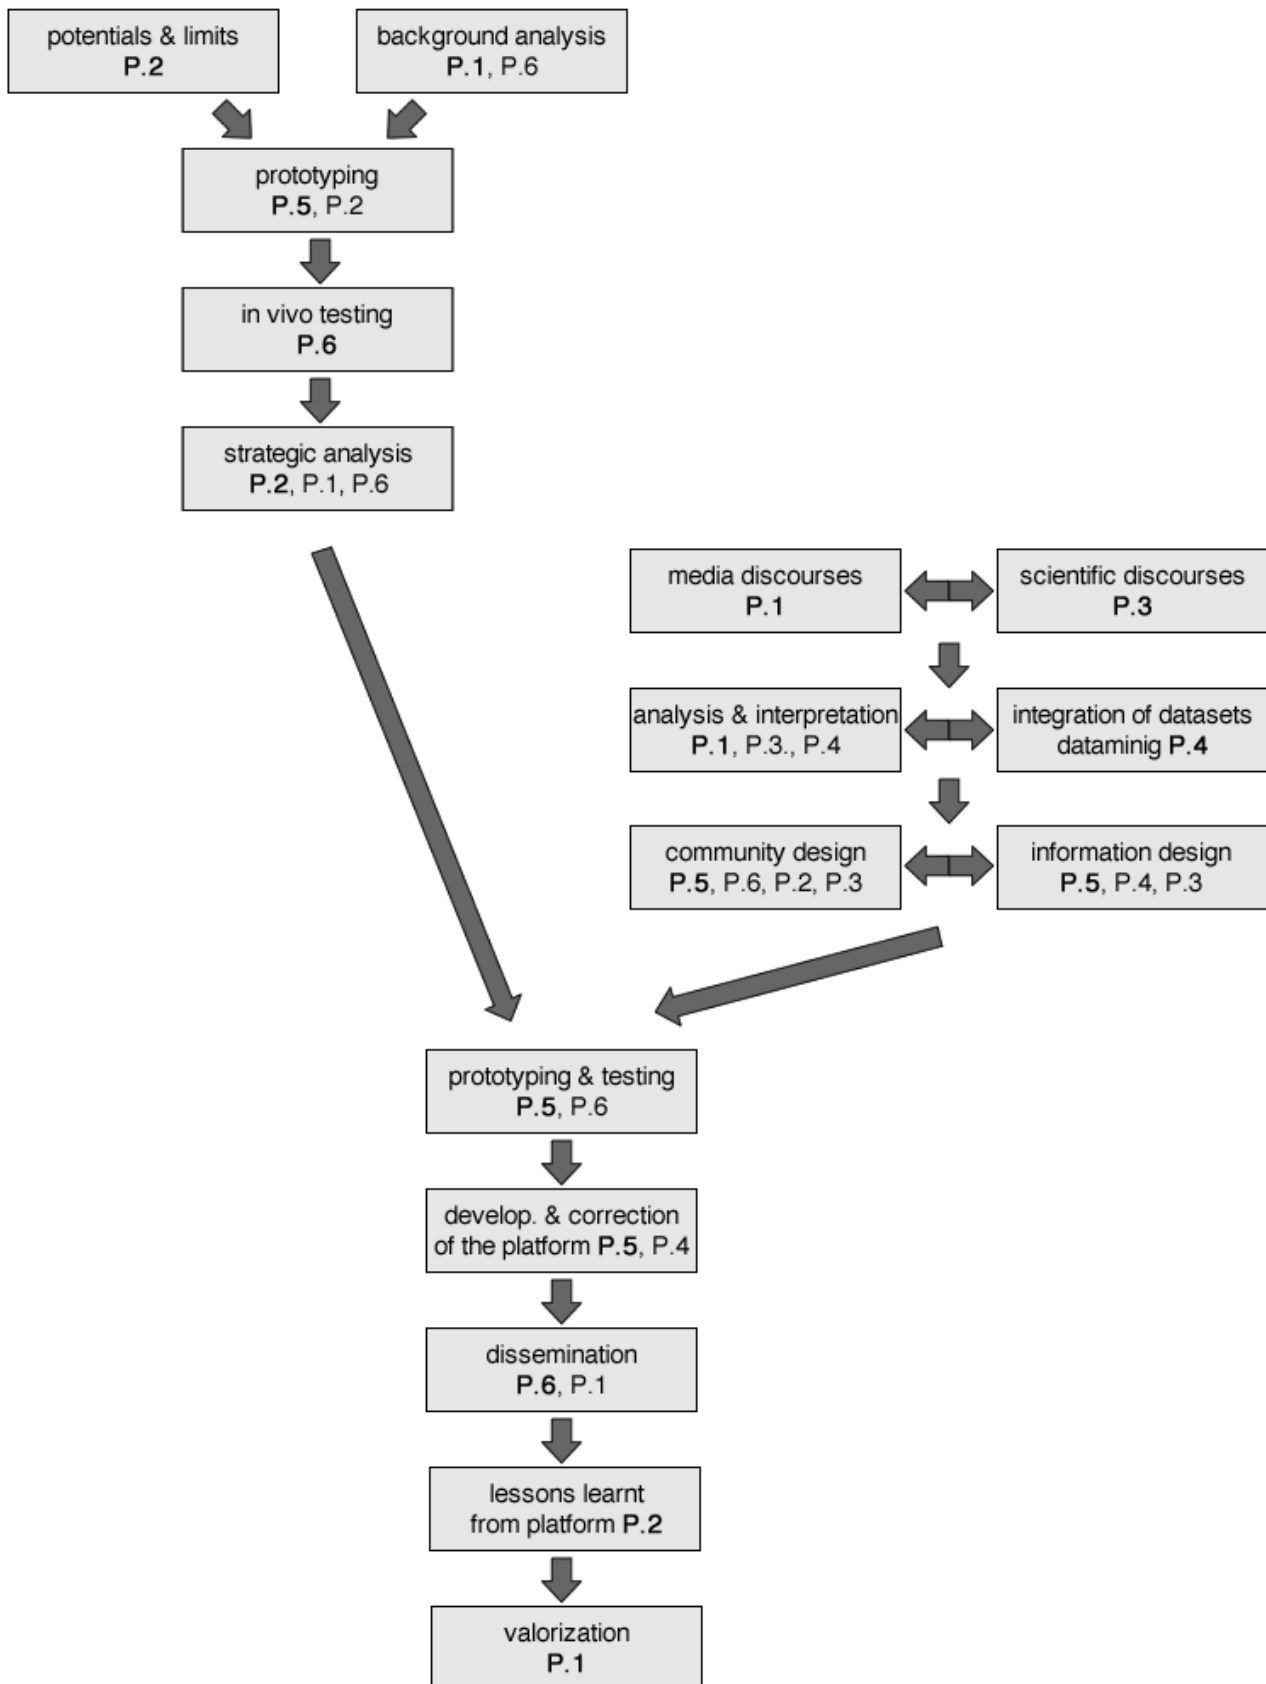 potentials & limits
P.2
background analysis
P.1, P.6
prototyping
P.5, P.2
in vivo testing
P.6
strategic analysis
P.2, P.1, P.6
media discourses
P.1
scientific discourses
P.3
analysis & interpretation
P.1, P.3., P.4
integration of datasets
dataminig P.4
community design
P.5, P.6, P.2, P.3
information design
P.5, P.4, P.3
prototyping & testing
P.5, P.6
develop. & correction
of the platform P.5, P.4
dissemination
P.6, P.1
lessons learnt
from platform P.2
valorization
P.1